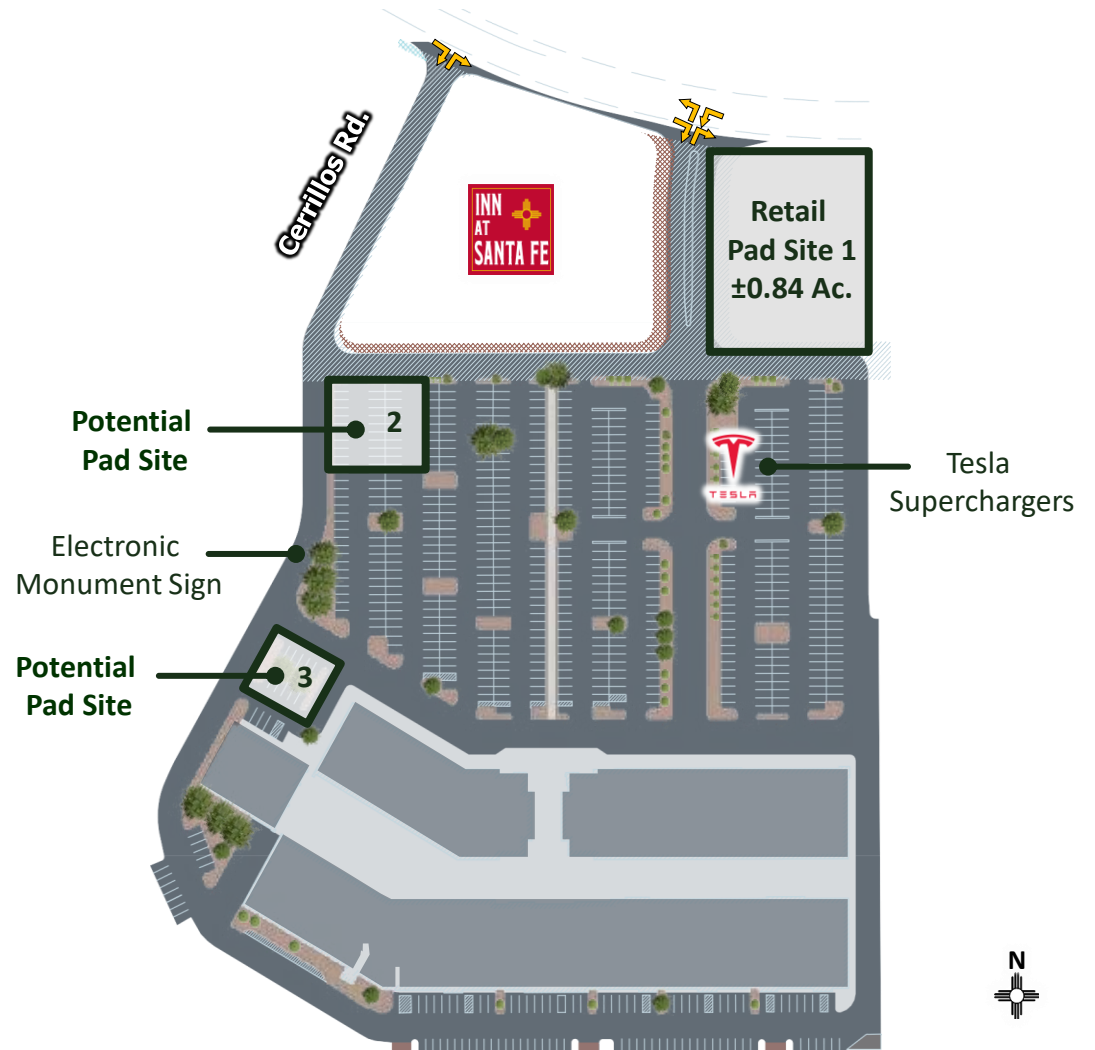 Cerrillos Rd.
INN
AT
SANTA FE
Retail
Pad Site 1
±0.84 Ac.
Potential
Pad Site
2
TESLA
Tesla
Superchargers
Electronic
Monument Sign
Potential
Pad Site
3
N